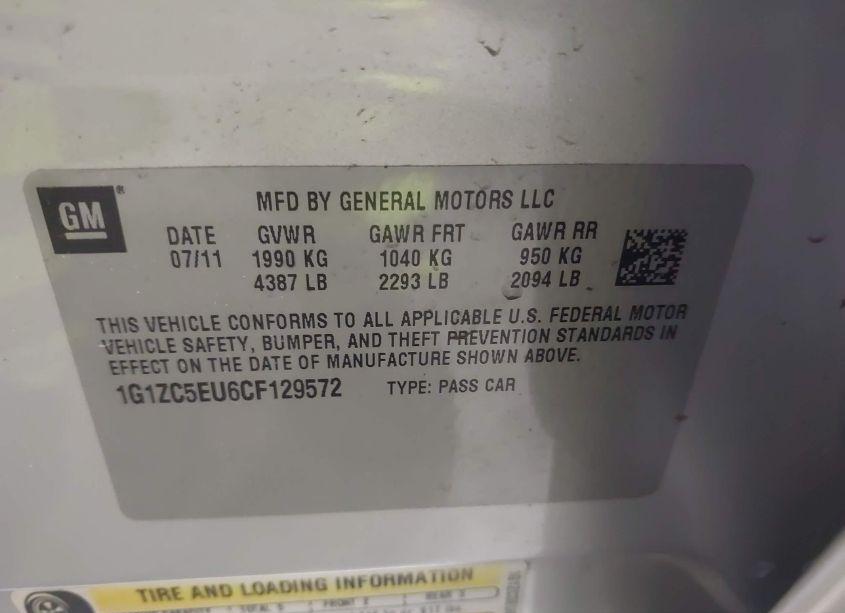 GM®
MFD BY GENERAL MOTORS LLC
DATE GVWR GAWR FRT GAWR RR
07/11 1990 KG 1040 KG 950 KG
4387 LB 2293 LB 2094 LB
THIS VEHICLE CONFORMS TO ALL APPLICABLE U.S. FEDERAL MOTOR
VEHICLE SAFETY, BUMPER, AND THEFT PREVENTION STANDARDS IN
EFFECT ON THE DATE OF MANUFACTURE SHOWN ABOVE.
1G1ZC5EU6CF129572 TYPE: PASS CAR
TIRE AND LOADING INFORMATION